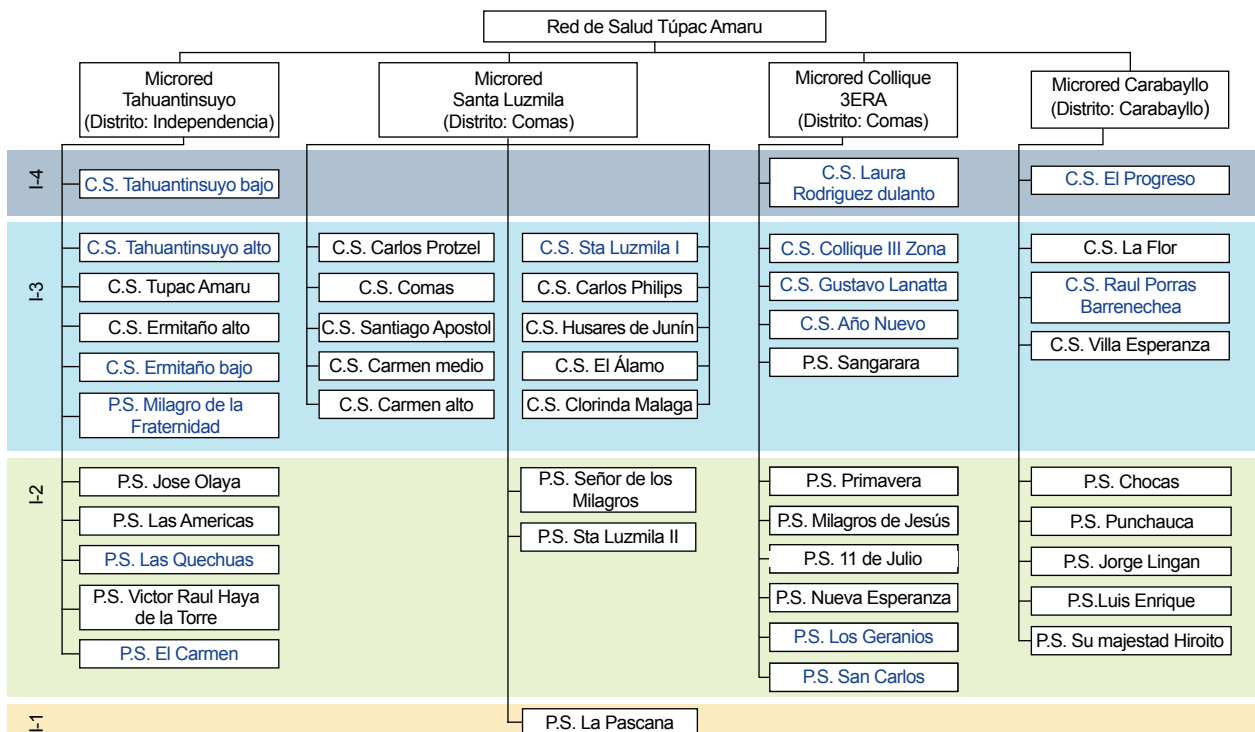 Red de Salud Túpac Amaru
Microred
Tahuantinsuyo
(Distrito: Independencia)
Microred
Santa Luzmila
(Distrito: Comas)
Microred Collique
3ERA
(Distrito: Comas)
Microred Carabayllo
(Distrito: Carabayllo)
I-4
C.S. Tahuantinsuyo bajo
C.S. Laura
Rodriguez dulanto
C.S. El Progreso
I-3
C.S. Tahuantinsuyo alto
C.S. Tupac Amaru
C.S. Ermitaño alto
C.S. Ermitaño bajo
P.S. Milagro de la
Fraternidad
C.S. Carlos Protzel
C.S. Comas
C.S. Santiago Apostol
C.S. Carmen medio
C.S. Carmen alto
C.S. Sta Luzmila I
C.S. Carlos Philips
C.S. Husares de Junín
C.S. El Álamo
C.S. Clorinda Malaga
C.S. Collique III Zona
C.S. Gustavo Lanatta
C.S. Año Nuevo
P.S. Sangarara
C.S. La Flor
C.S. Raul Porras
Barrenechea
C.S. Villa Esperanza
I-2
P.S. Jose Olaya
P.S. Las Americas
P.S. Las Quechuas
P.S. Victor Raul Haya
de la Torre
P.S. El Carmen
P.S. Señor de los
Milagros
P.S. Sta Luzmila II
P.S. Primavera
P.S. Milagros de Jesús
P.S. 11 de Julio
P.S. Nueva Esperanza
P.S. Los Geranios
P.S. San Carlos
P.S. Chocas
P.S. Punchauca
P.S. Jorge Lingan
P.S.Luis Enrique
P.S. Su majestad Hiroito
I-1
P.S. La Pascana